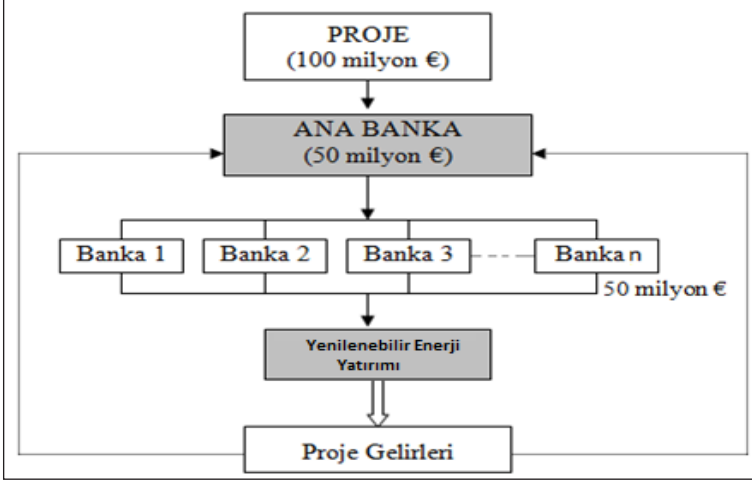 PROJE
(100 milyon €)
ANA BANKA
(50 milyon €)
Banka 1
Banka 2
Banka 3
Banka n
50 milyon €
Yenilenebilir Enerji
Yatırımı
Proje Gelirleri